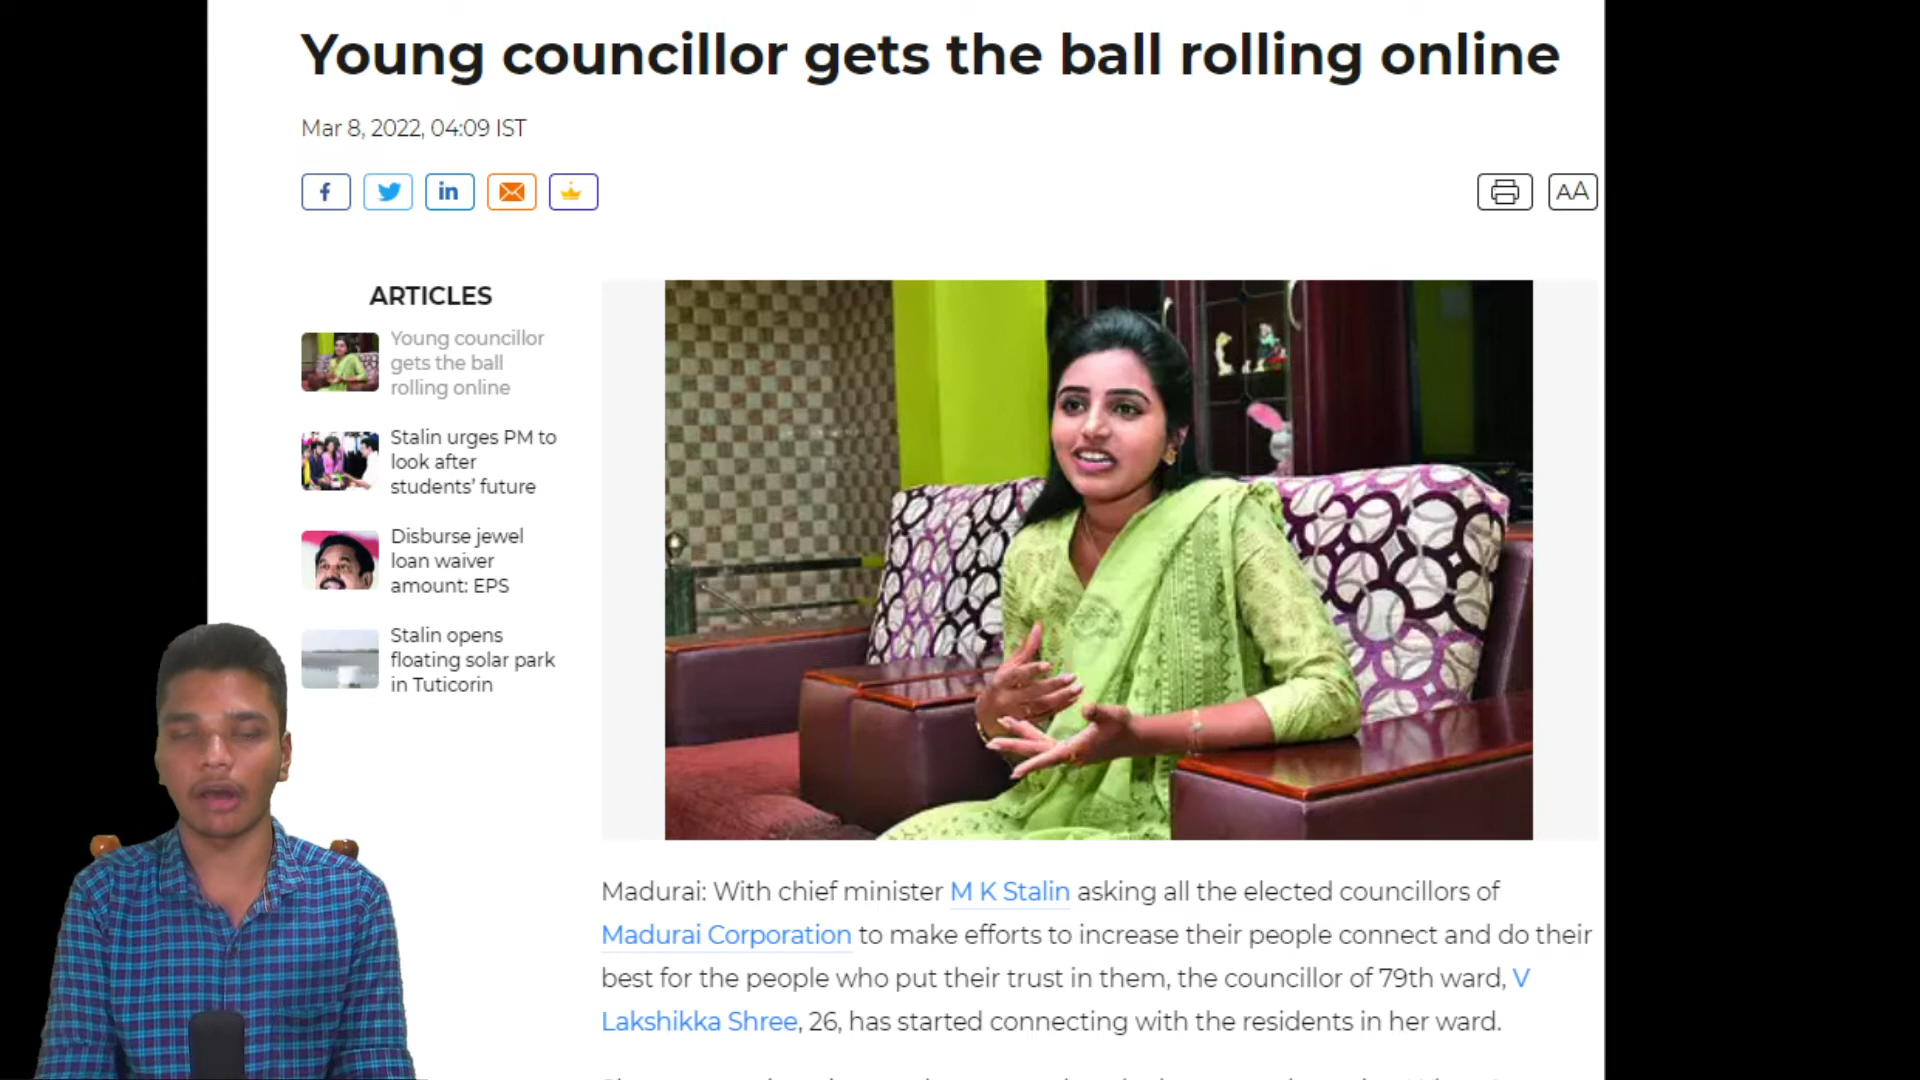 Young councillor gets the ball rolling online
Mar 8, 2022, 04:09 IST
f
in
AA
ARTICLES
Young councillor
gets the ball
rolling online
Stalin urges PM to
look after
students' future
Disburse jewel
loan waiver
amount: EPS
Stalin opens
floating solar park
in Tuticorin
Madurai: With chief minister M K Stalin asking all the elected councillors of
Madurai Corporation to make efforts to increase their people connect and do their
best for the people who put their trust in them, the councillor of 79th ward, V
Lakshikka Shree, 26, has started connecting with the residents in her ward.